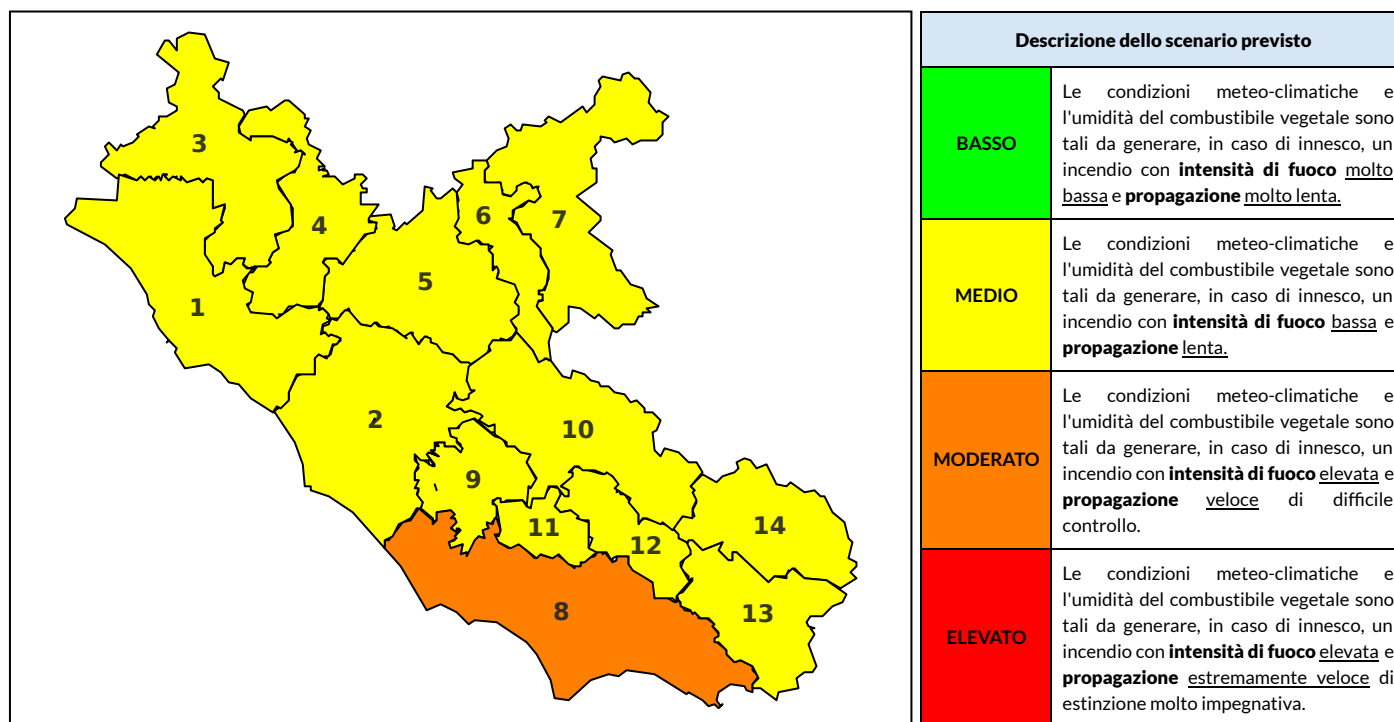 3
4
6
7
5
1
2
10
9
11
12
14
8
13
Descrizione dello scenario previsto
BASSO
Le condizioni meteo-climatiche e
l'umidità del combustibile vegetale sono
tali da generare, in caso di innesco, un
incendio con intensità di fuoco molto
bassa e propagazione molto lenta.
MEDIO
Le condizioni meteo-climatiche e
l'umidità del combustibile vegetale sono
tali da generare, in caso di innesco, un
incendio con intensità di fuoco bassa e
propagazione lenta.
MODERATO
Le condizioni meteo-climatiche e
l'umidità del combustibile vegetale sono
tali da generare, in caso di innesco, un
incendio con intensità di fuoco elevata e
propagazione veloce di difficile
controllo.
ELEVATO
Le condizioni meteo-climatiche e
l'umidità del combustibile vegetale sono
tali da generare, in caso di innesco, un
incendio con intensità di fuoco elevata e
propagazione estremamente veloce di
estinzione molto impegnativa.